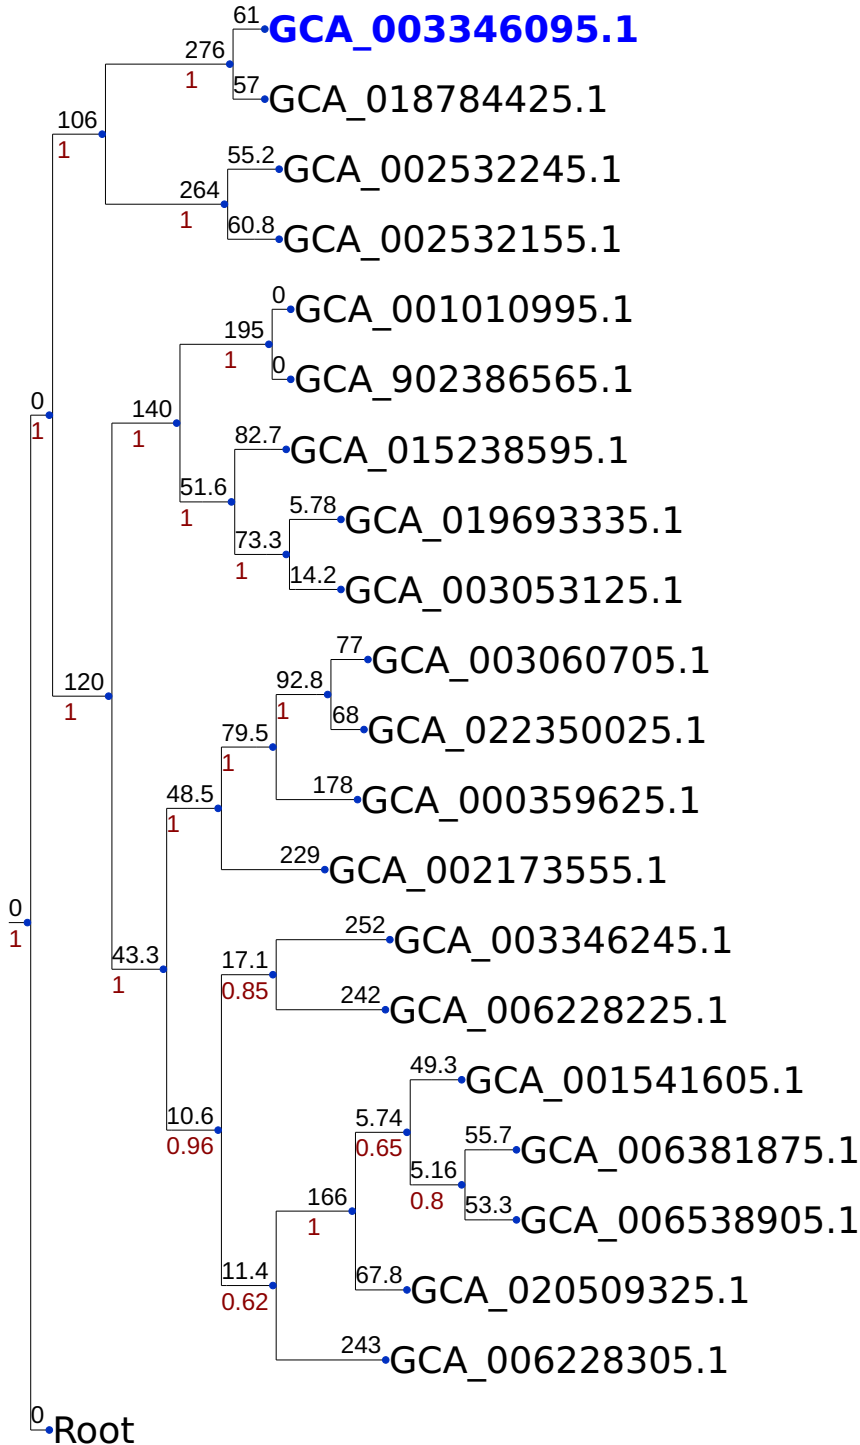 61
GCA_003346095.1
276
1
57
GCA_018784425.1
106
1
55.2
GCA_002532245.1
264
1
60.8
GCA_002532155.1
0
GCA_001010995.1
195
1
0
GCA_902386565.1
0
1
140
1
82.7
GCA_015238595.1
51.6
1
5.78
GCA_019693335.1
73.3
1
14.2
GCA_003053125.1
77
GCA_003060705.1
120
1
92.8
1
68
GCA_022350025.1
79.5
1
178
GCA_000359625.1
48.5
1
229
GCA_002173555.1
0
1
252
GCA_003346245.1
43.3
1
17.1
0.85
242
GCA_006228225.1
49.3
GCA_001541605.1
10.6
0.96
5.74
0.65
55.7
GCA_006381875.1
5.16
0.8
166
1
53.3
GCA_006538905.1
11.4
0.62
67.8
GCA_020509325.1
243
GCA_006228305.1
0
Root